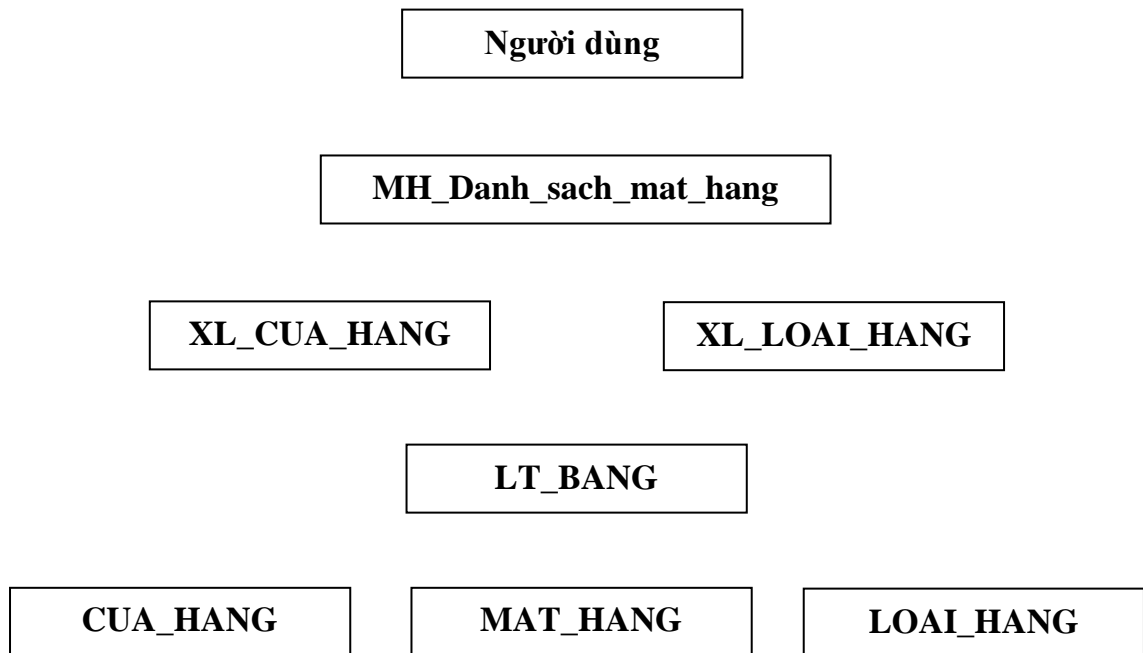 Người dùng
MH_Danh_sach_mat_hang
XL_CUA_HANG
XL_LOAI_HANG
LT_BANG
CUA_HANG
MAT_HANG
LOAI_HANG